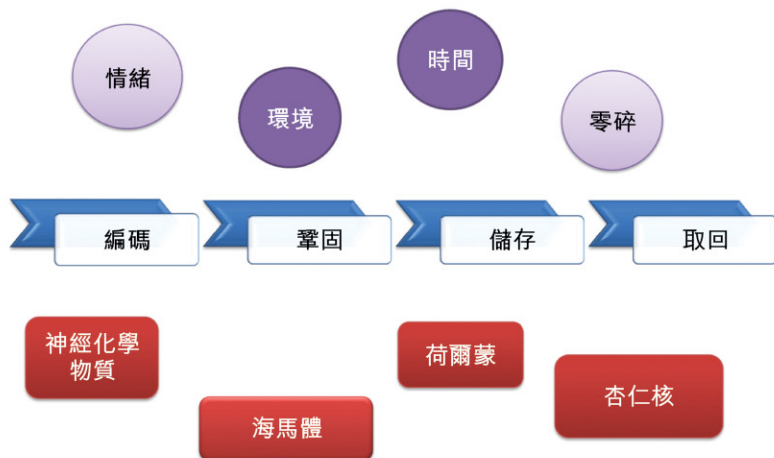 情緒
環境
時間
零碎
編碼
鞏固
儲存
取回
神經化學
物質
海馬體
荷爾蒙
杏仁核